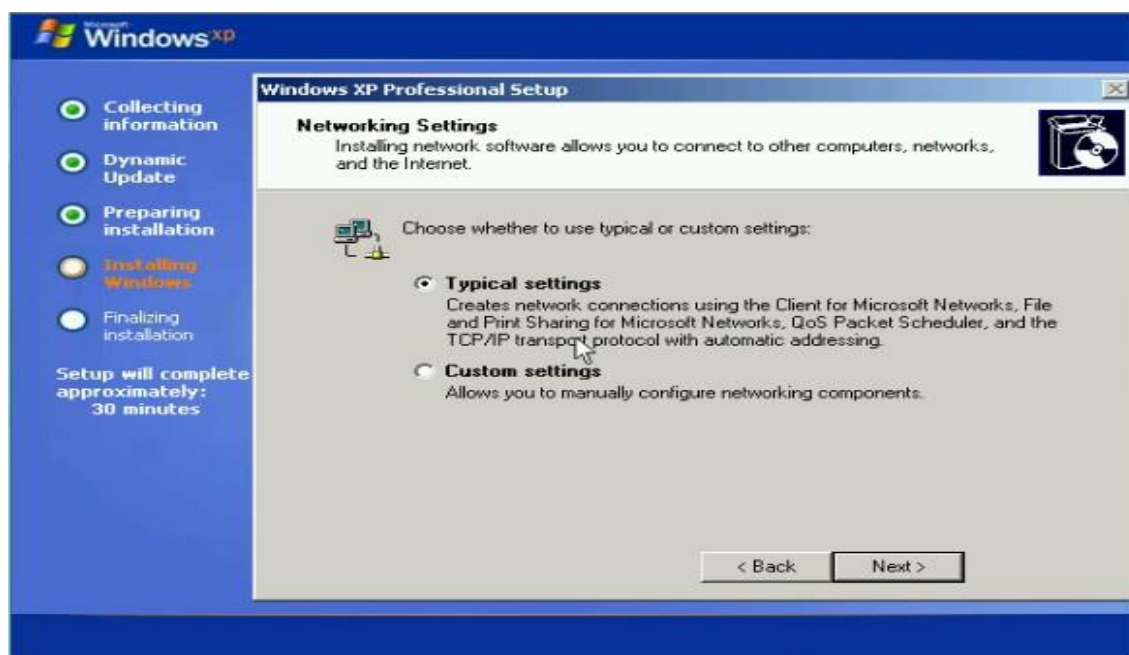 Microsoft
Windows xp
Collecting
information
Dynamic
Update
Preparing
installation
Installing
Windows
Finalizing
installation
Setup will complete
approximately:
30 minutes
Windows XP Professional Setup
Networking Settings
Installing network software allows you to connect to other computers, networks,
and the Internet.
Choose whether to use typical or custom settings:
Typical settings
Creates network connections using the Client for Microsoft Networks, File
and Print Sharing for Microsoft Networks, QoS Packet Scheduler, and the
TCP/IP transport protocol with automatic addressing.
Custom settings
Allows you to manually configure networking components.
< Back
Next >